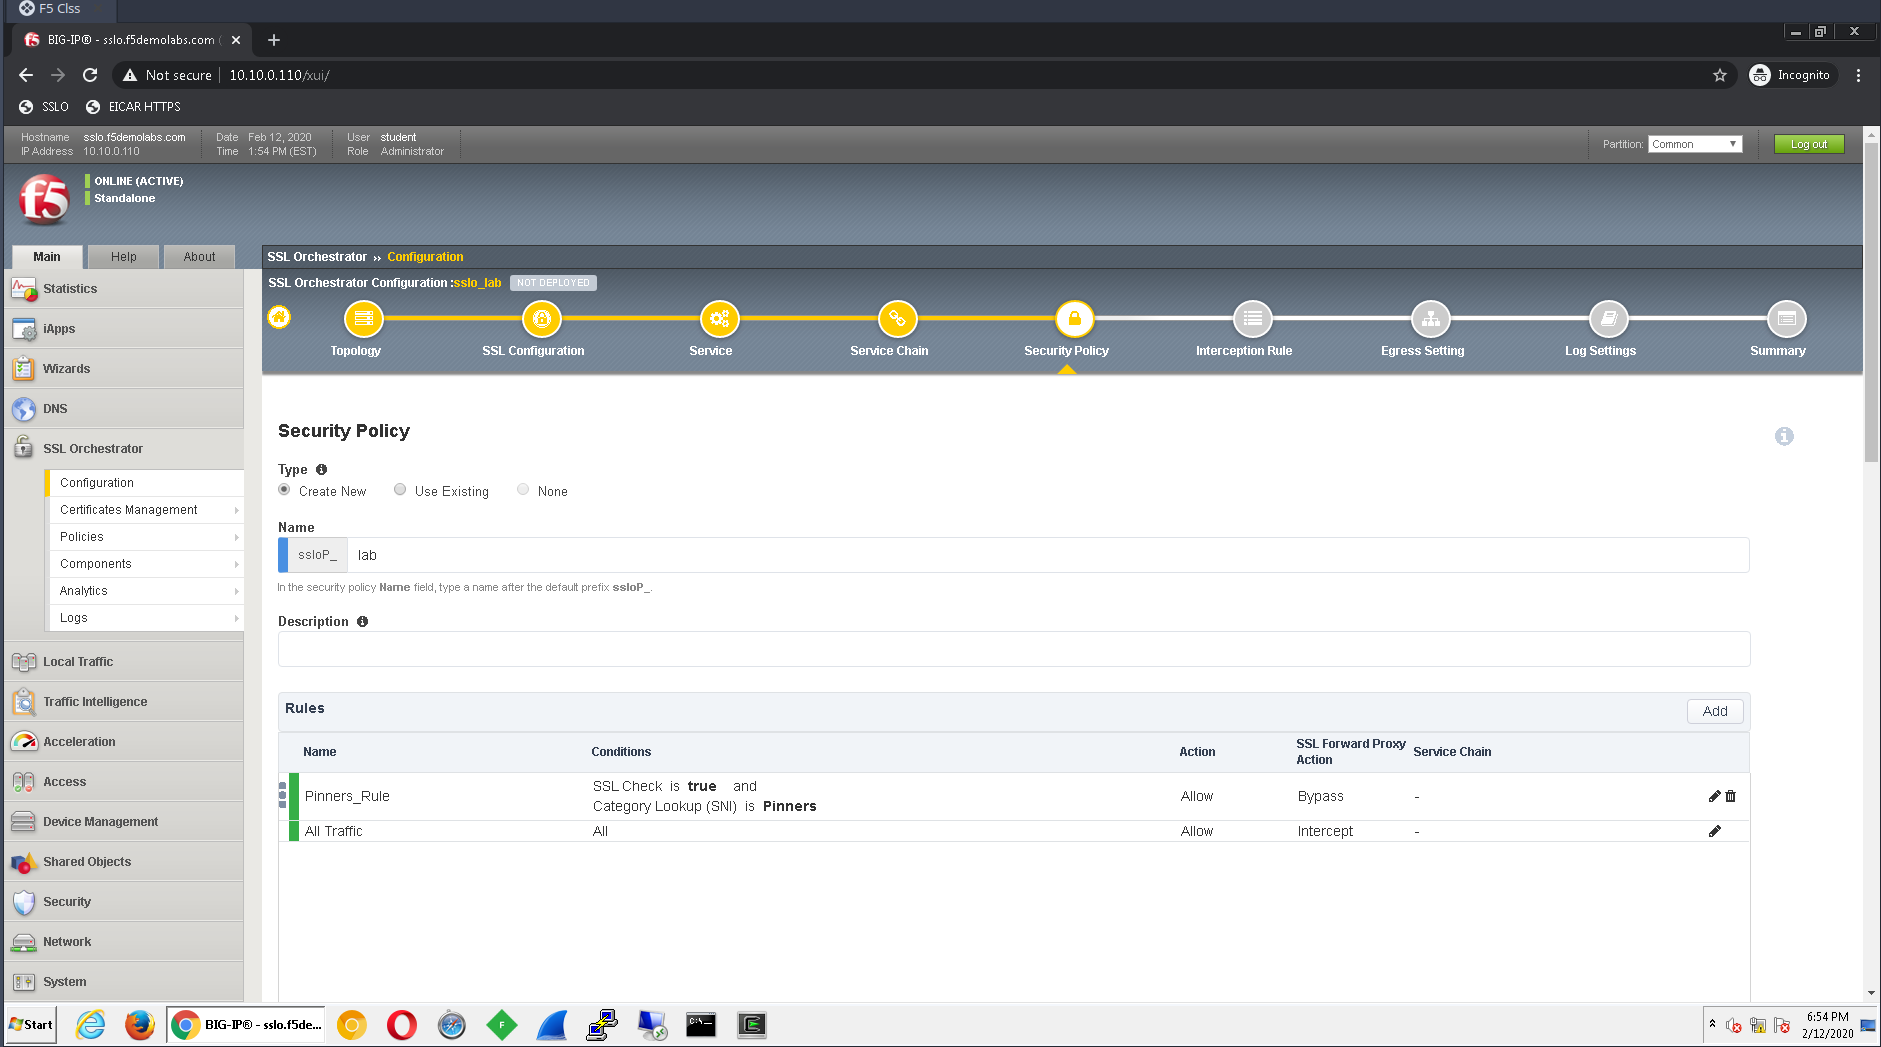 F5 Clss
BIG-IP® - sslo.f5demolabs.com (
Not secure 10.10.0.110/xui/
Incognito
SSLO EICAR HTTPS
Hostname sslo.f5demolabs.com Date Feb 12, 2020 User student
IP Address 10.10.0.110 Time 1:54 PM (EST) Role Administrator
Partition: Common Log out
f5
ONLINE (ACTIVE)
Standalone
Main Help About
SSL Orchestrator ›› Configuration
SSL Orchestrator Configuration :sslo_lab NOT DEPLOYED
Topology SSL Configuration Service Service Chain Security Policy Interception Rule Egress Setting Log Settings Summary
Statistics
iApps
Wizards
DNS
SSL Orchestrator
Configuration
Certificates Management
Policies
Components
Analytics
Logs
Local Traffic
Traffic Intelligence
Acceleration
Access
Device Management
Shared Objects
Security
Network
System
Security Policy
Type
Create New Use Existing None
Name
ssloP_ lab
In the security policy Name field, type a name after the default prefix ssloP_.
Description
Rules Add
Name Conditions Action SSL Forward Proxy Action Service Chain
Pinners_Rule SSL Check is true and Allow Bypass -
Category Lookup (SNI) is Pinners
All Traffic All Allow Intercept -
Start BIG-IP® - sslo.f5de...
6:54 PM
2/12/2020